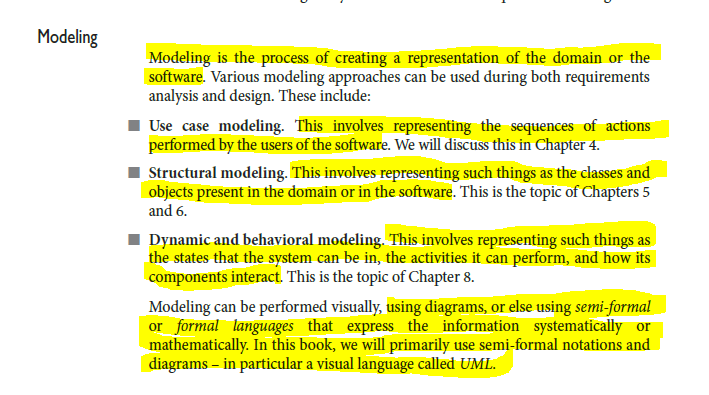 Modeling
Modeling is the process of creating a representation of the domain or the
software. Various modeling approaches can be used during both requirements
analysis and design. These include:
Use case modeling. This involves representing the sequences of actions
performed by the users of the software. We will discuss this in Chapter 4.
Structural modeling. This involves representing such things as the classes and
objects present in the domain or in the software. This is the topic of Chapters 5
and 6.
Dynamic and behavioral modeling. This involves representing such things as
the states that the system can be in, the activities it can perform, and how its
components interact. This is the topic of Chapter 8.
Modeling can be performed visually, using diagrams, or else using semi-formal
or formal languages that express the information systematically or
mathematically. In this book, we will primarily use semi-formal notations and
diagrams – in particular a visual language called UML.